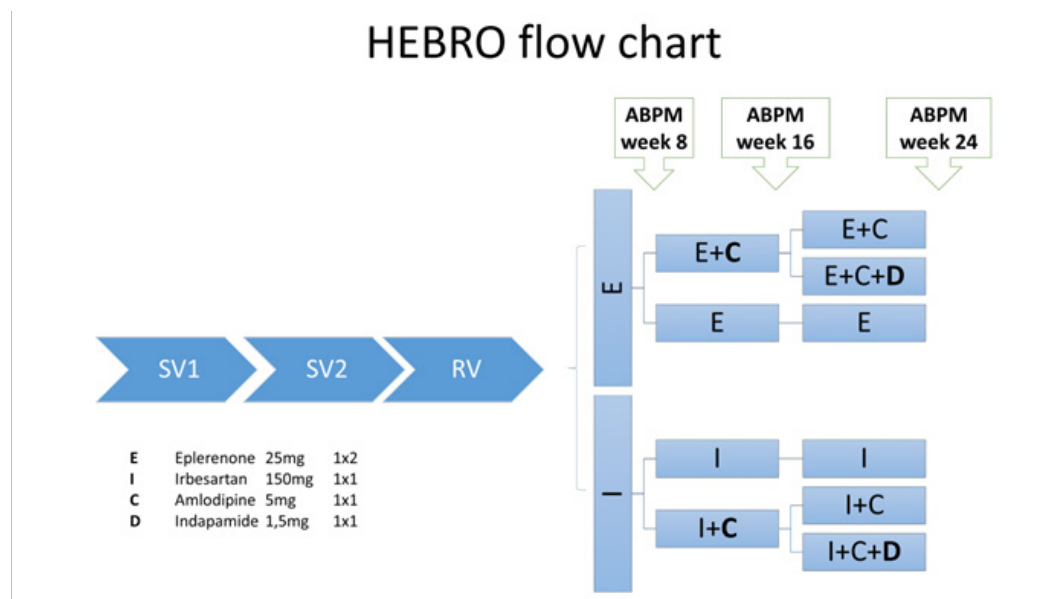 HEBRO flow chart
ABPM
week 8
ABPM
week 16
ABPM
week 24
E
E+C
E+C
E+C+D
E
E
SV1
SV2
RV
I
I
I
I+C
I+C
I+C+D
E Eplerenone 25mg 1x2
I Irbesartan 150mg 1x1
C Amlodipine 5mg 1x1
D Indapamide 1,5mg 1x1